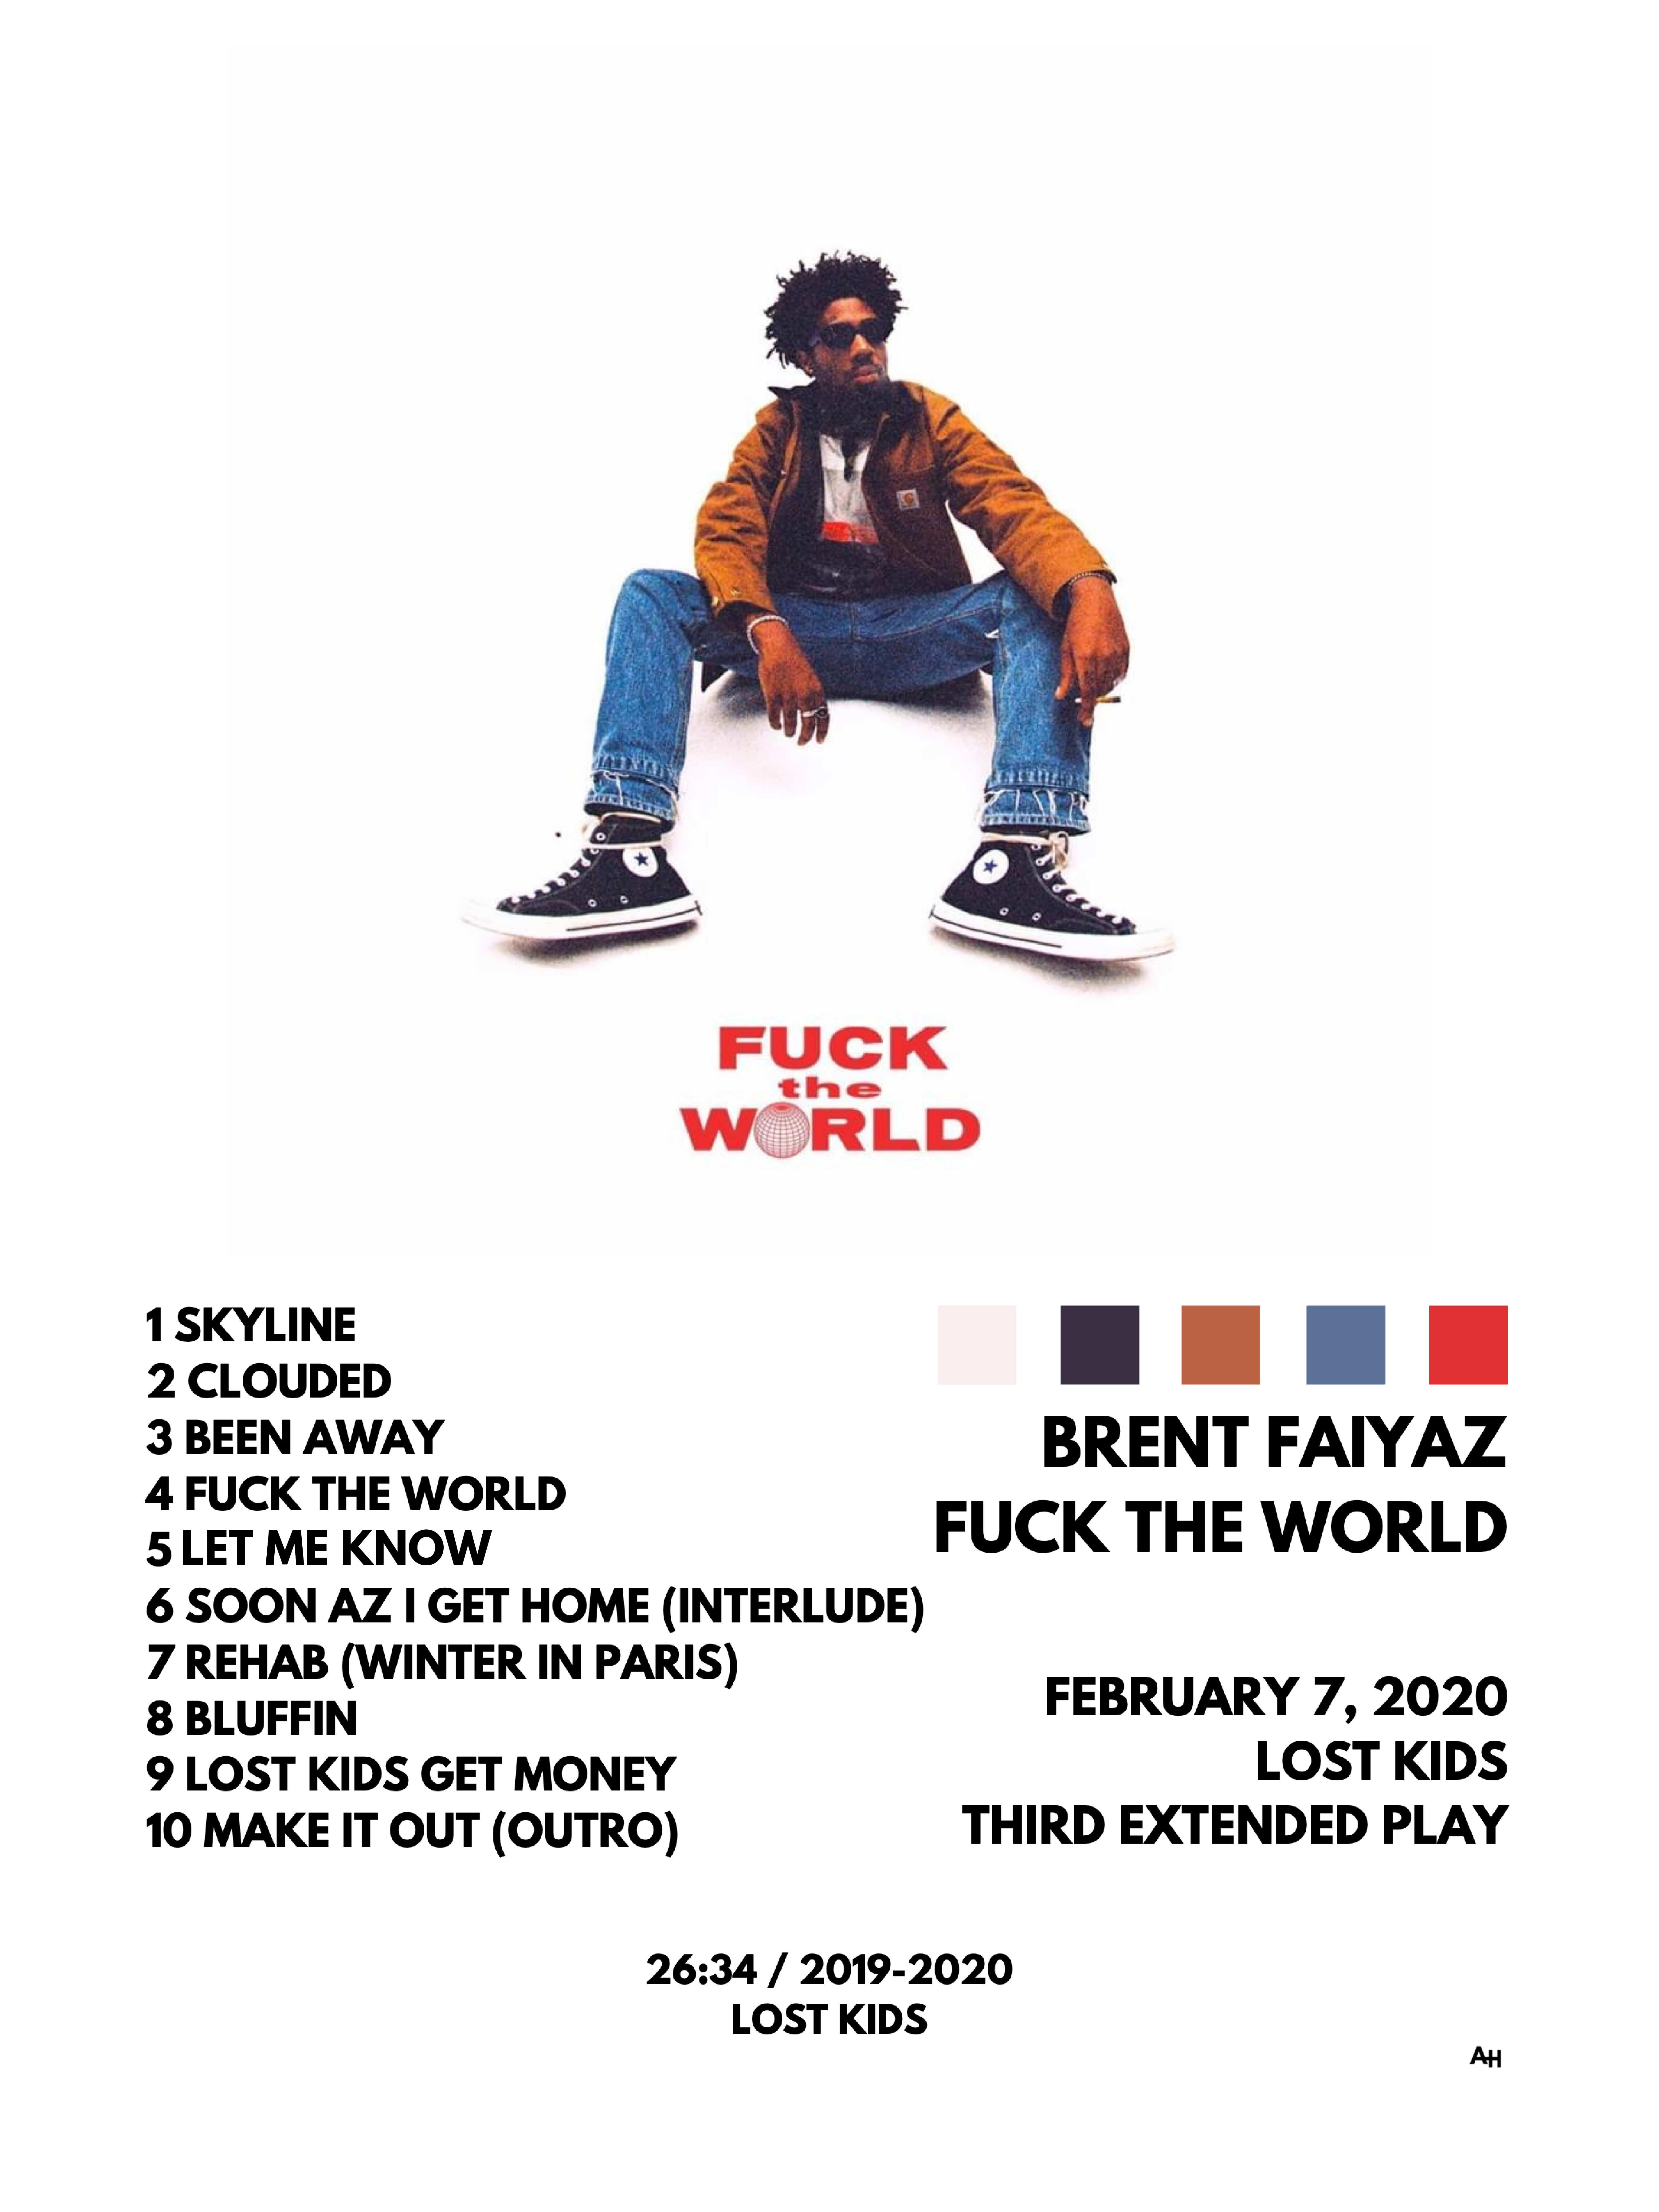 FUCK
the
WORLD
1 SKYLINE
2 CLOUDED
3 BEEN AWAY
4 FUCK THE WORLD
5 LET ME KNOW
6 SOON AZ I GET HOME (INTERLUDE)
7 REHAB (WINTER IN PARIS)
8 BLUFFIN
9 LOST KIDS GET MONEY
10 MAKE IT OUT (OUTRO)
BRENT FAIYAZ
FUCK THE WORLD
FEBRUARY 7, 2020
LOST KIDS
THIRD EXTENDED PLAY
26:34 / 2019-2020
LOST KIDS
AH